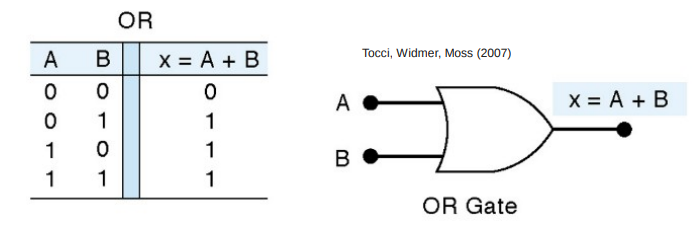 OR
A B x = A + B
0 0 0
0 1 1
1 0 1
1 1 1
Tocci, Widmer, Moss (2007)
A
x = A + B
B
OR Gate